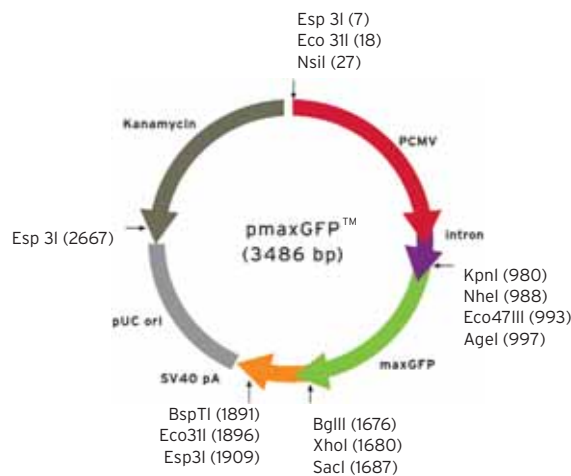 Esp 3I (7)
Eco 31I (18)
NsiI (27)
Kanamycin
PCMV
Esp 3I (2667)
pmaxGFP™
(3486 bp)
intron
KpnI (980)
NheI (988)
Eco47III (993)
AgeI (997)
pUC ori
maxGFP
SV40 pA
BspTI (1891)
Eco31I (1896)
Esp3I (1909)
BglII (1676)
XhoI (1680)
SacI (1687)